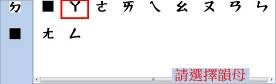 ㄉ ■ ㄚ ㄜ ㄞ ㄟ ㄠ ㄡ ㄢ ㄣ
■ ㄤ ㄥ
請選擇韻母